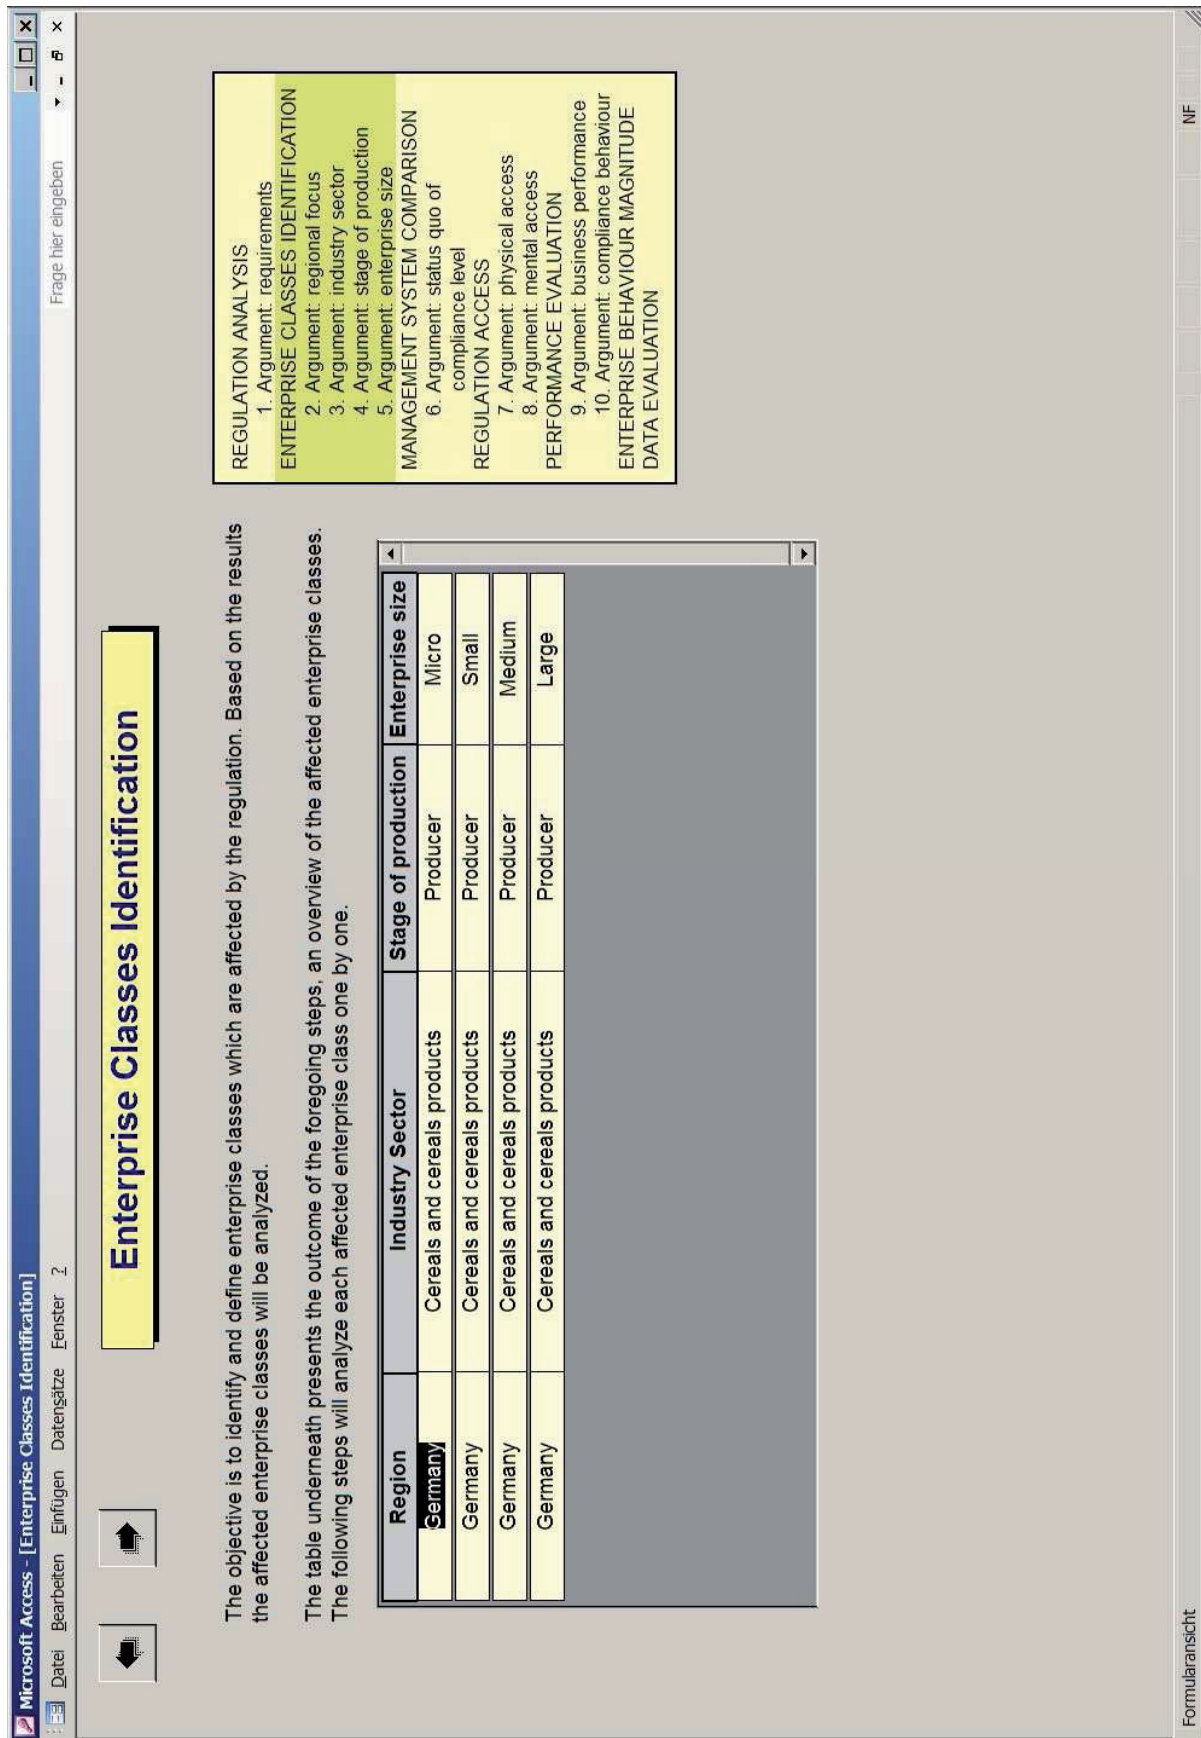 Microsoft Access - [Enterprise Classes Identification]
Datei Bearbeiten Einfügen Datensätze Fenster ? Frage hier eingeben
Enterprise Classes Identification
The objective is to identify and define enterprise classes which are affected by the regulation. Based on the results
the affected enterprise classes will be analyzed.
The table underneath presents the outcome of the foregoing steps, an overview of the affected enterprise classes.
The following steps will analyze each affected enterprise class one by one.
Region Industry Sector Stage of production Enterprise size
Germany Cereals and cereals products Producer Micro
Germany Cereals and cereals products Producer Small
Germany Cereals and cereals products Producer Medium
Germany Cereals and cereals products Producer Large
REGULATION ANALYSIS
1. Argument: requirements
ENTERPRISE CLASSES IDENTIFICATION
2. Argument: regional focus
3. Argument: industry sector
4. Argument: stage of production
5. Argument: enterprise size
MANAGEMENT SYSTEM COMPARISON
6. Argument: status quo of
compliance level
REGULATION ACCESS
7. Argument: physical access
8. Argument: mental access
PERFORMANCE EVALUATION
9. Argument: business performance
10. Argument: compliance behaviour
ENTERPRISE BEHAVIOUR MAGNITUDE
DATA EVALUATION
Formularansicht NF